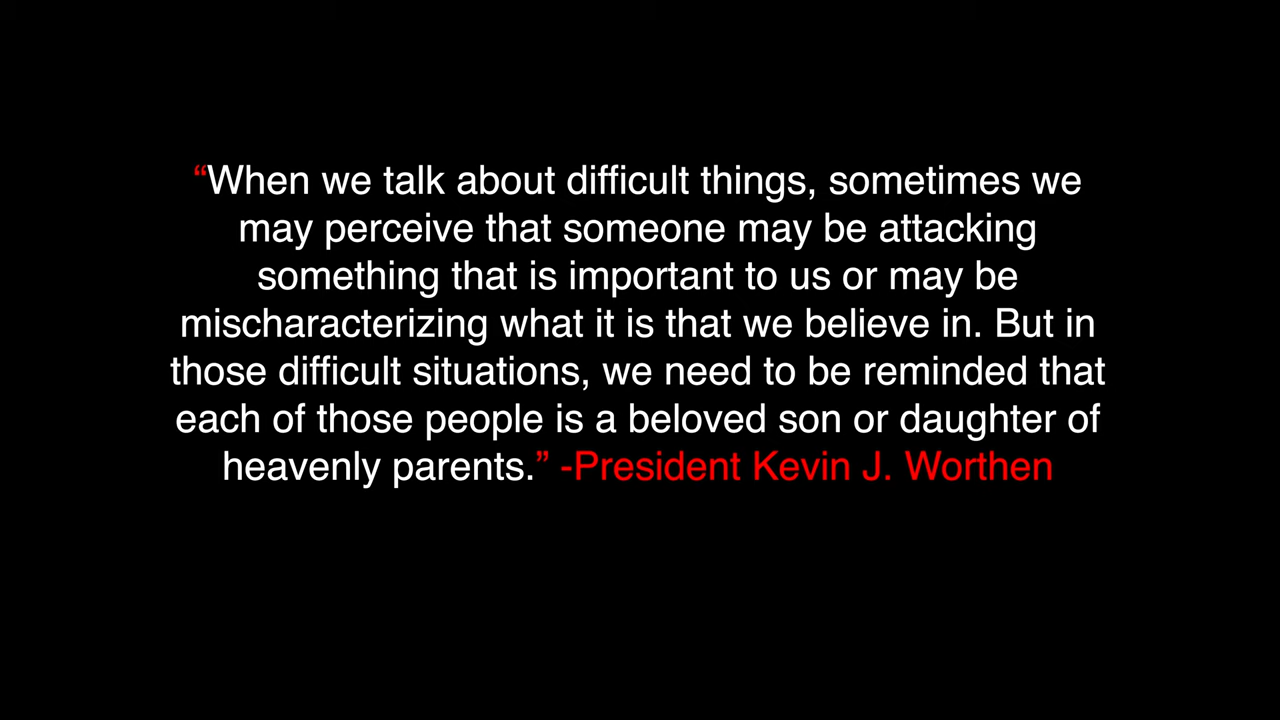 “When we talk about difficult things, sometimes we
may perceive that someone may be attacking
something that is important to us or may be
mischaracterizing what it is that we believe in. But in
those difficult situations, we need to be reminded that
each of those people is a beloved son or daughter of
heavenly parents.” -President Kevin J. Worthen